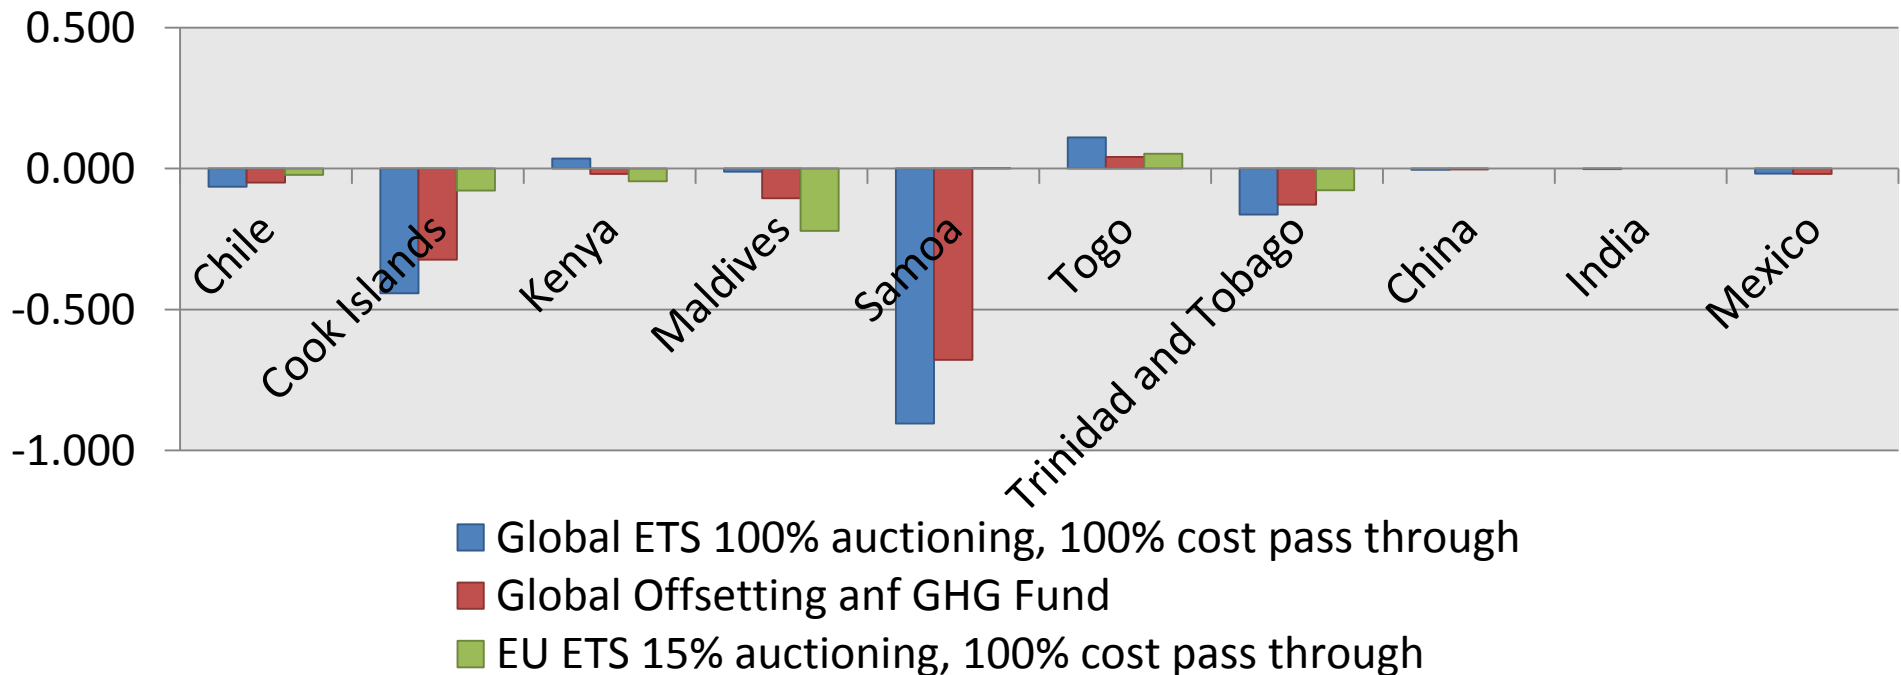 0.500
0.000
-0.500
-1.000
Chile
Cook Islands
Kenya
Maldives
Samoa
Togo
Trinidad and Tobago
China
India
Mexico
Global ETS 100% auctioning, 100% cost pass through
Global Offsetting anf GHG Fund
EU ETS 15% auctioning, 100% cost pass through